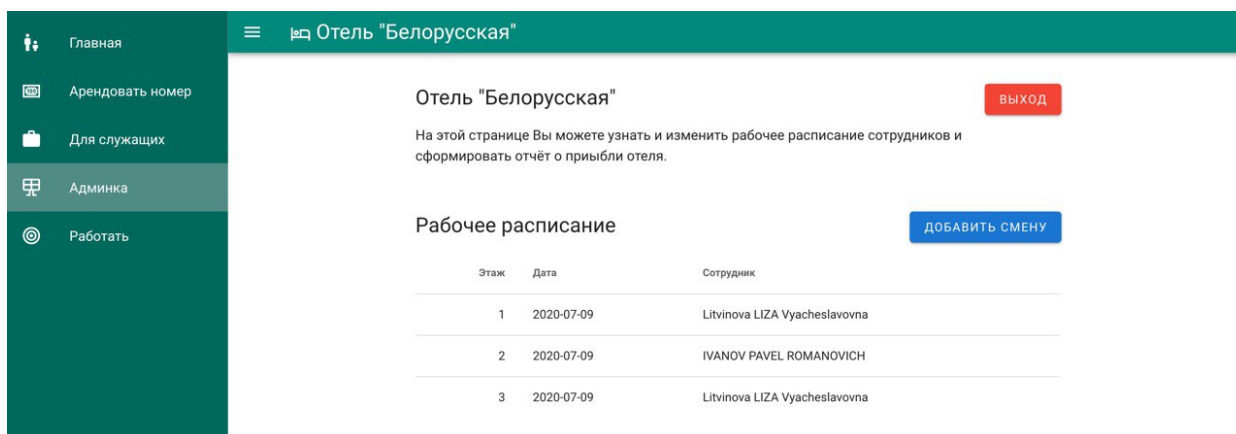 Отель "Белорусская"
Главная
Арендовать номер
Для служащих
Админка
Работать
Отель "Белорусская"
ВЫХОД
На этой странице Вы можете узнать и изменить рабочее расписание сотрудников и
сформировать отчёт о приыбли отеля.
Рабочее расписание
ДОБАВИТЬ СМЕНУ
Этаж Дата Сотрудник
1 2020-07-09 Litvinova LIZA Vyacheslavovna
2 2020-07-09 IVANOV PAVEL ROMANOVICH
3 2020-07-09 Litvinova LIZA Vyacheslavovna